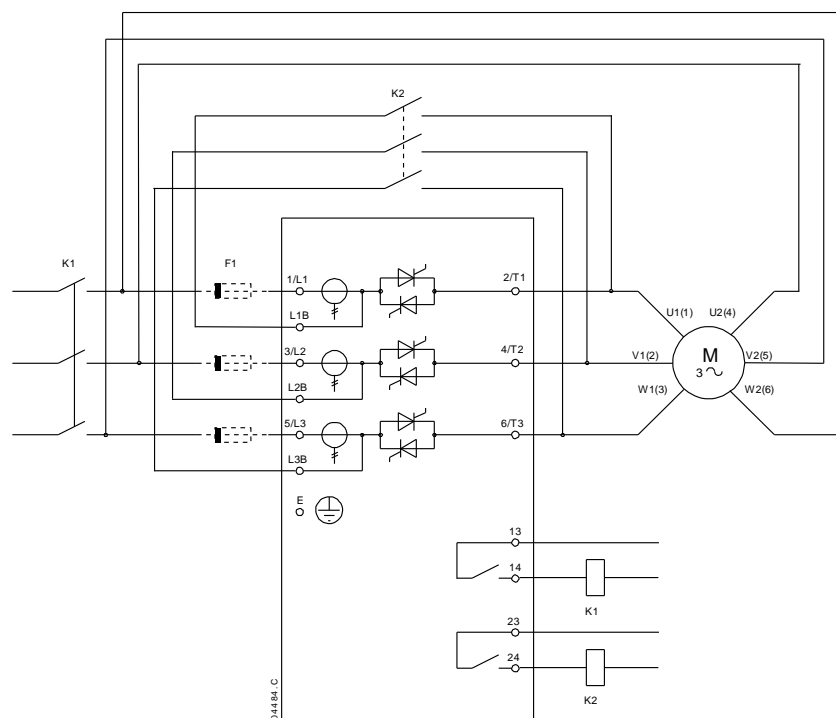 K2
K1
F1
1/L1
2/T1
L1B
U1(1)
U2(4)
3/L2
4/T2
V1(2)
M
3
V2(5)
L2B
W1(3)
W2(6)
5/L3
6/T3
L3B
E
13
14
K1
23
24
K2
04484.C